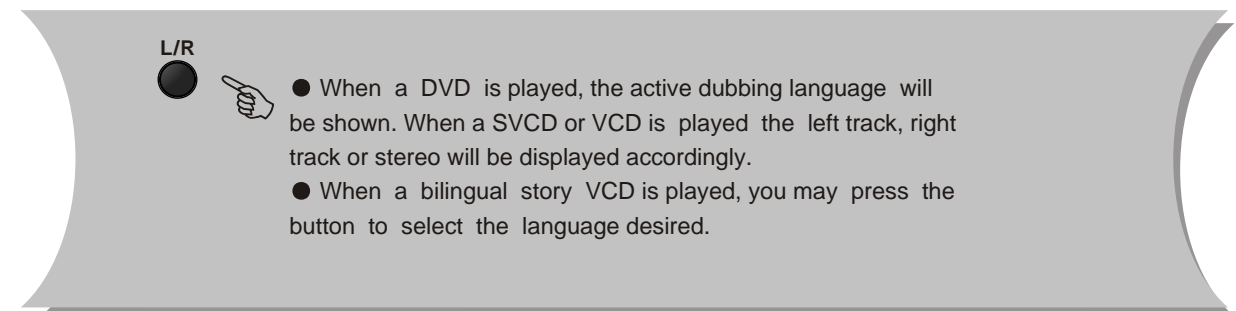 L/R
● When a DVD is played, the active dubbing language will
be shown. When a SVCD or VCD is played the left track, right
track or stereo will be displayed accordingly.
● When a bilingual story VCD is played, you may press the
button to select the language desired.